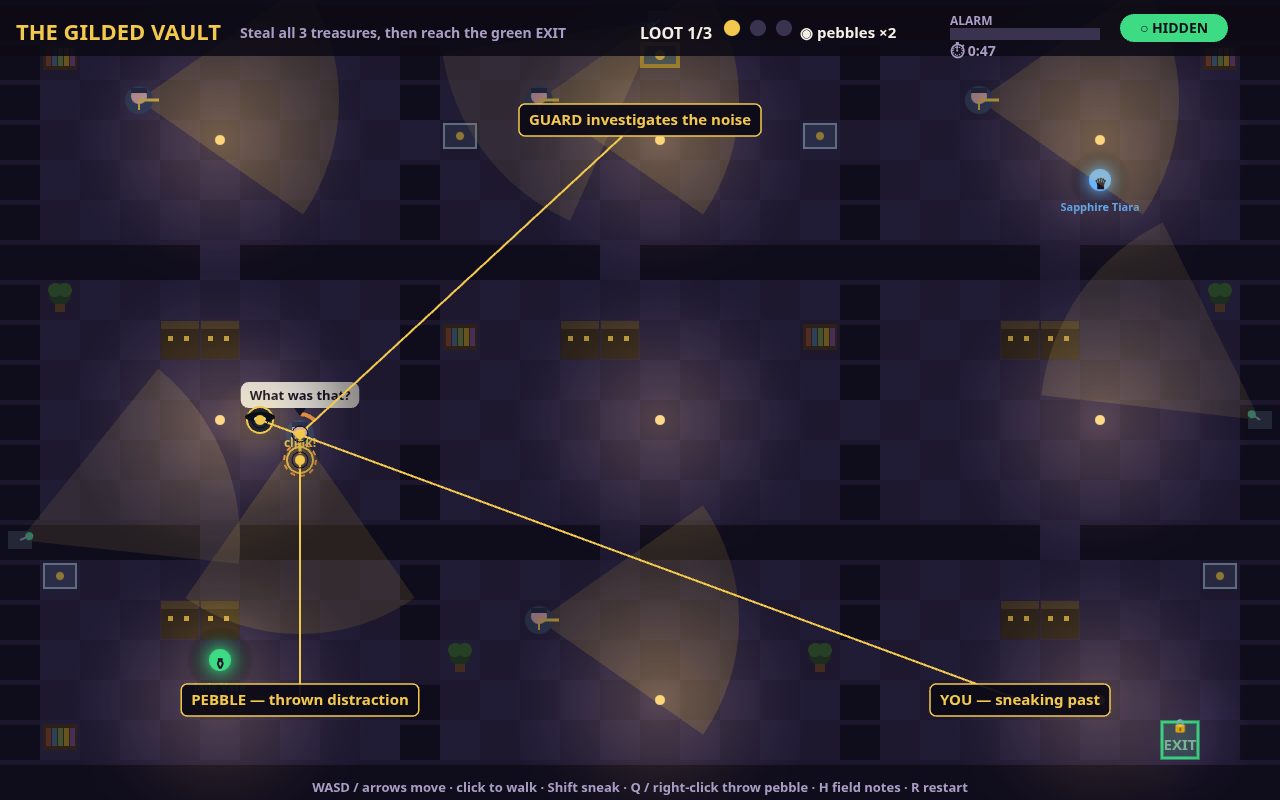 THE GILDED VAULT
Steal all 3 treasures, then reach the green EXIT
LOOT 1/3
◉ pebbles ×2
ALARM
⏱ 0:47
○ HIDDEN
GUARD investigates the noise
Sapphire Tiara
What was that?
clink!
PEBBLE — thrown distraction
YOU — sneaking past
EXIT
WASD / arrows move · click to walk · Shift sneak · Q / right-click throw pebble · H field notes · R restart